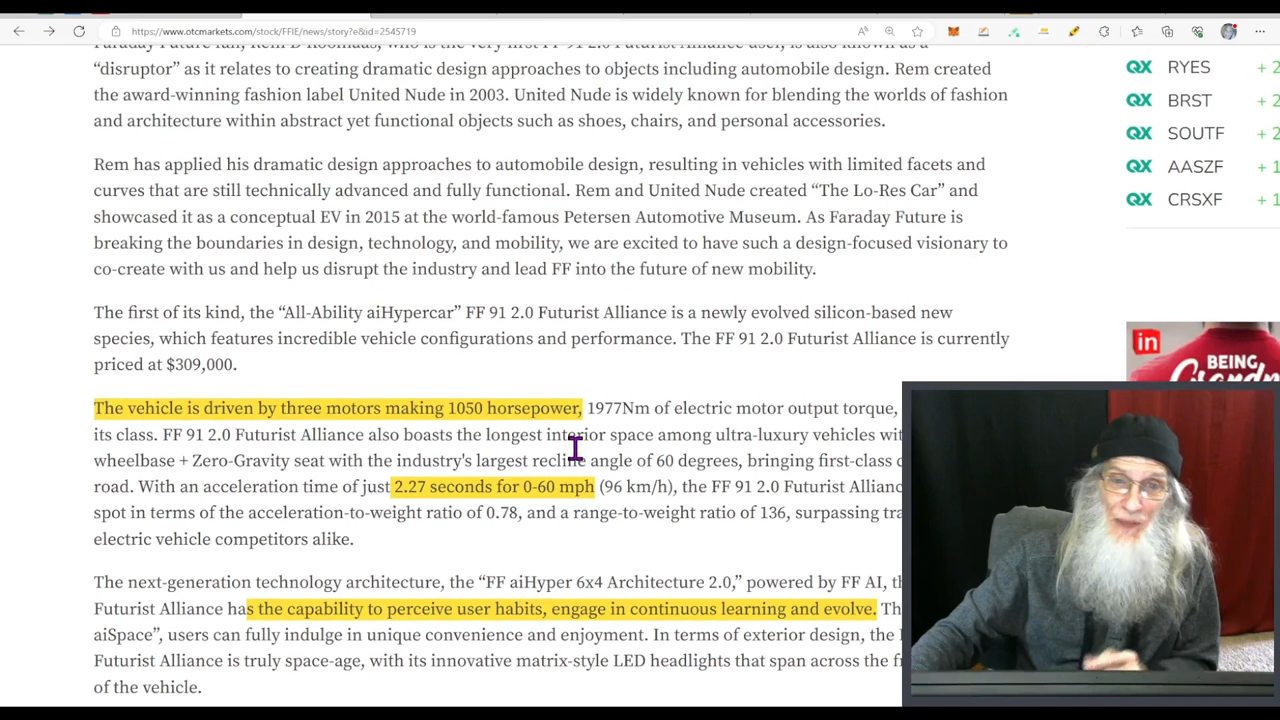 https://www.otcmarkets.com/stock/FFIE/news/story?e&id=2545719
“disruptor” as it relates to creating dramatic design approaches to objects including automobile design. Rem created
the award-winning fashion label United Nude in 2003. United Nude is widely known for blending the worlds of fashion
and architecture within abstract yet functional objects such as shoes, chairs, and personal accessories.
Rem has applied his dramatic design approaches to automobile design, resulting in vehicles with limited facets and
curves that are still technically advanced and fully functional. Rem and United Nude created “The Lo-Res Car” and
showcased it as a conceptual EV in 2015 at the world-famous Petersen Automotive Museum. As Faraday Future is
breaking the boundaries in design, technology, and mobility, we are excited to have such a design-focused visionary to
co-create with us and help us disrupt the industry and lead FF into the future of new mobility.
The first of its kind, the “All-Ability aiHypercar” FF 91 2.0 Futurist Alliance is a newly evolved silicon-based new
species, which features incredible vehicle configurations and performance. The FF 91 2.0 Futurist Alliance is currently
priced at $309,000.
The vehicle is driven by three motors making 1050 horsepower, 1977Nm of electric motor output torque,
its class. FF 91 2.0 Futurist Alliance also boasts the longest interior space among ultra-luxury vehicles
wheelbase + Zero-Gravity seat with the industry's largest recline angle of 60 degrees, bringing first-class
road. With an acceleration time of just 2.27 seconds for 0-60 mph (96 km/h), the FF 91 2.0 Futurist
spot in terms of the acceleration-to-weight ratio of 0.78, and a range-to-weight ratio of 136, surpassing
electric vehicle competitors alike.
The next-generation technology architecture, the “FF aiHyper 6x4 Architecture 2.0,” powered by FF AI,
Futurist Alliance has the capability to perceive user habits, engage in continuous learning and evolve.
aiSpace”, users can fully indulge in unique convenience and enjoyment. In terms of exterior design, the
Futurist Alliance is truly space-age, with its innovative matrix-style LED headlights that span across the
of the vehicle.
QX RYES + 2
QX BRST + 2
QX SOUTF + 2
QX AASZF + 1
QX CRSXF + 1
in
BEING